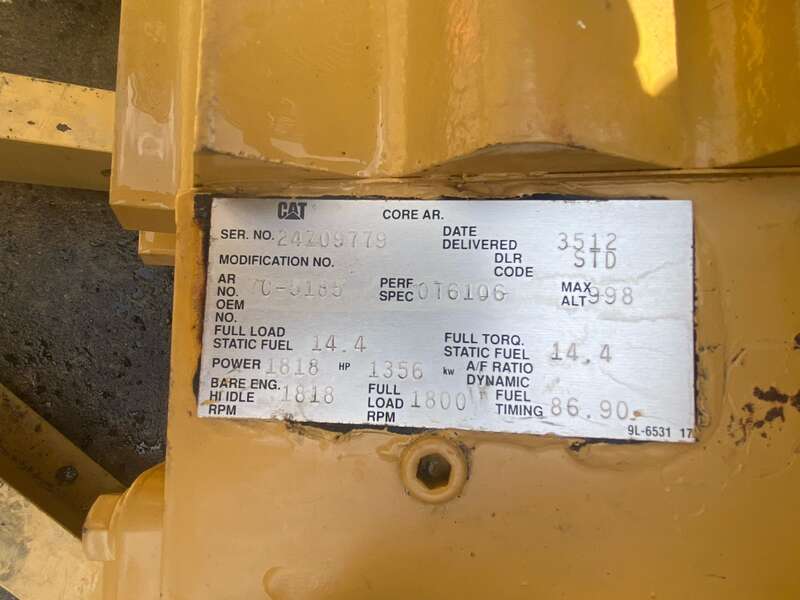 CAT CORE AR.
SER. NO. 24Z09779 DATE DELIVERED 3512
MODIFICATION NO. DLR CODE STD
AR NO. 7C-5185 PERF SPEC 0T6106 MAX ALT 998
OEM NO.
FULL LOAD STATIC FUEL 14.4 FULL TORQ. STATIC FUEL 14.4
POWER 1818 HP 1356 kw A/F RATIO DYNAMIC
BARE ENG. HI IDLE RPM 1818 FULL LOAD RPM 1800 FUEL TIMING 86.90
9L-6531 17